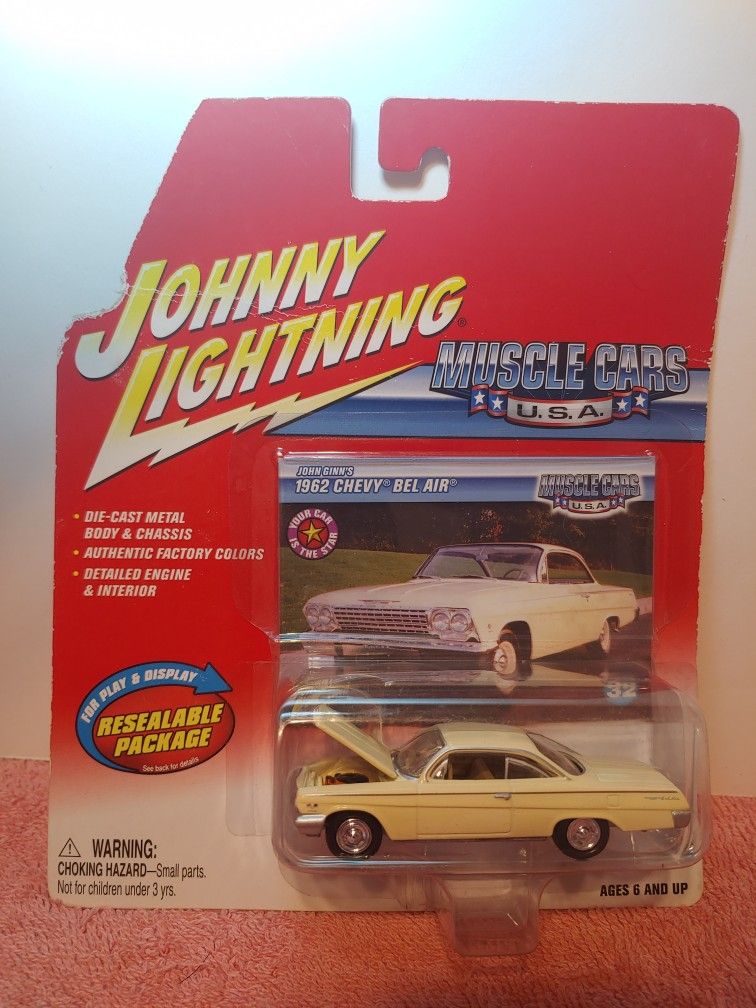 JOHNNY
LIGHTNING®
MUSCLE CARS
U.S.A.
JOHN GINN'S
1962 CHEVY® BEL AIR®
MUSCLE CARS
U.S.A.
YOUR CAR
IS THE STAR
• DIE-CAST METAL
BODY & CHASSIS
• AUTHENTIC FACTORY COLORS
• DETAILED ENGINE
& INTERIOR
32
FOR PLAY & DISPLAY
RESEALABLE
PACKAGE
See back for details
WARNING:
CHOKING HAZARD—Small parts.
Not for children under 3 yrs.
AGES 6 AND UP